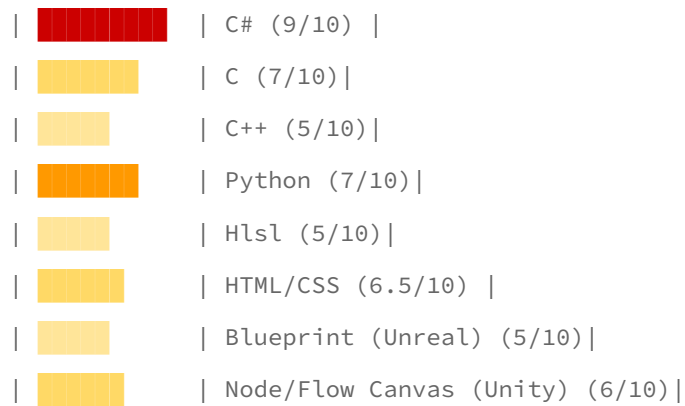 | █████████ | C# (9/10) |
| ███████ | C (7/10)|
| █████ | C++ (5/10)|
| ███████ | Python (7/10)|
| █████ | Hlsl (5/10)|
| ██████ | HTML/CSS (6.5/10) |
| █████ | Blueprint (Unreal) (5/10)|
| ██████ | Node/Flow Canvas (Unity) (6/10)|